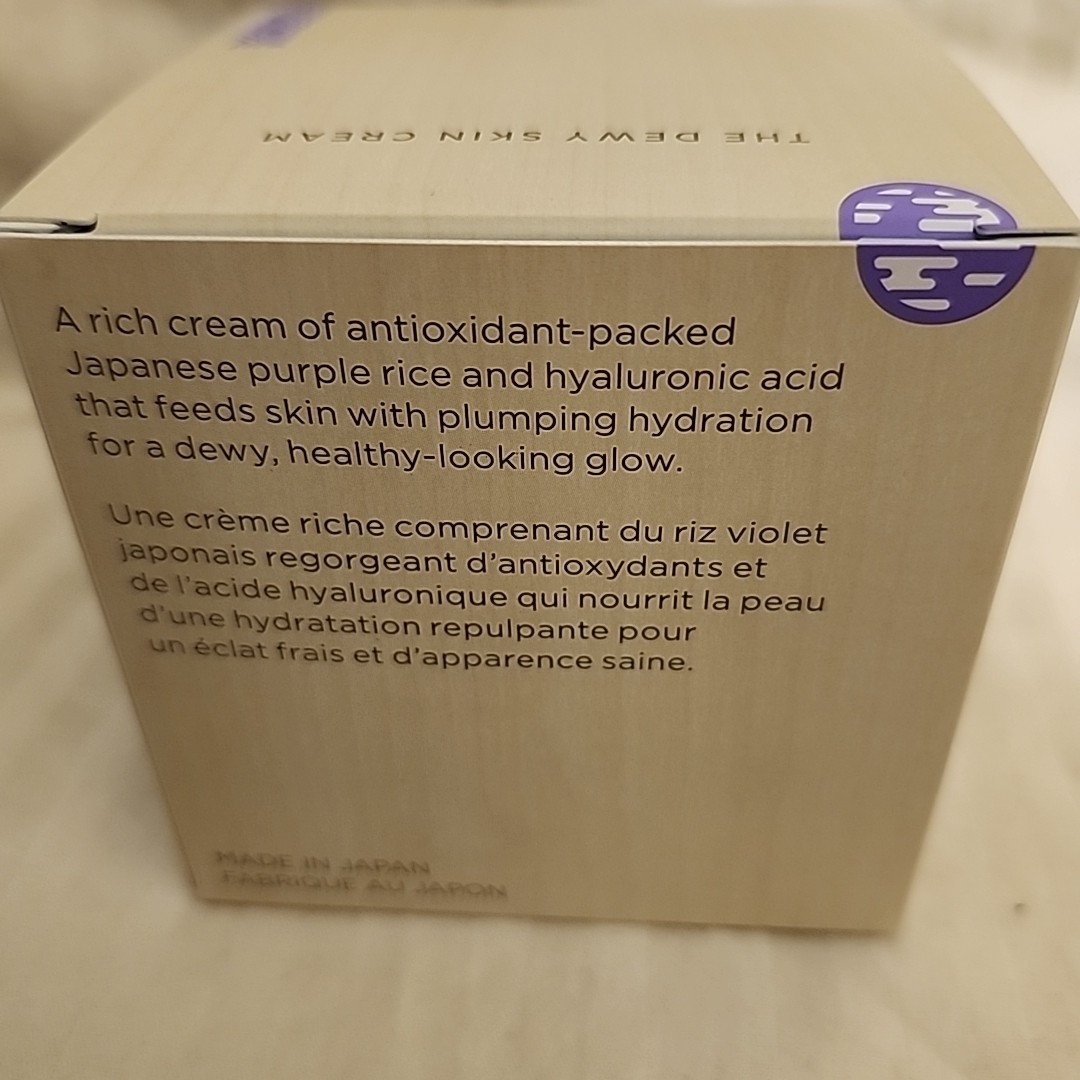 THE DEWY SKIN CREAM
A rich cream of antioxidant-packed
Japanese purple rice and hyaluronic acid
that feeds skin with plumping hydration
for a dewy, healthy-looking glow.
Une crème riche comprenant du riz violet
japonais regorgeant d'antioxydants et
de l'acide hyaluronique qui nourrit la peau
d'une hydratation repulpante pour
un éclat frais et d'apparence saine.
MADE IN JAPAN
FABRIQUÉ AU JAPON